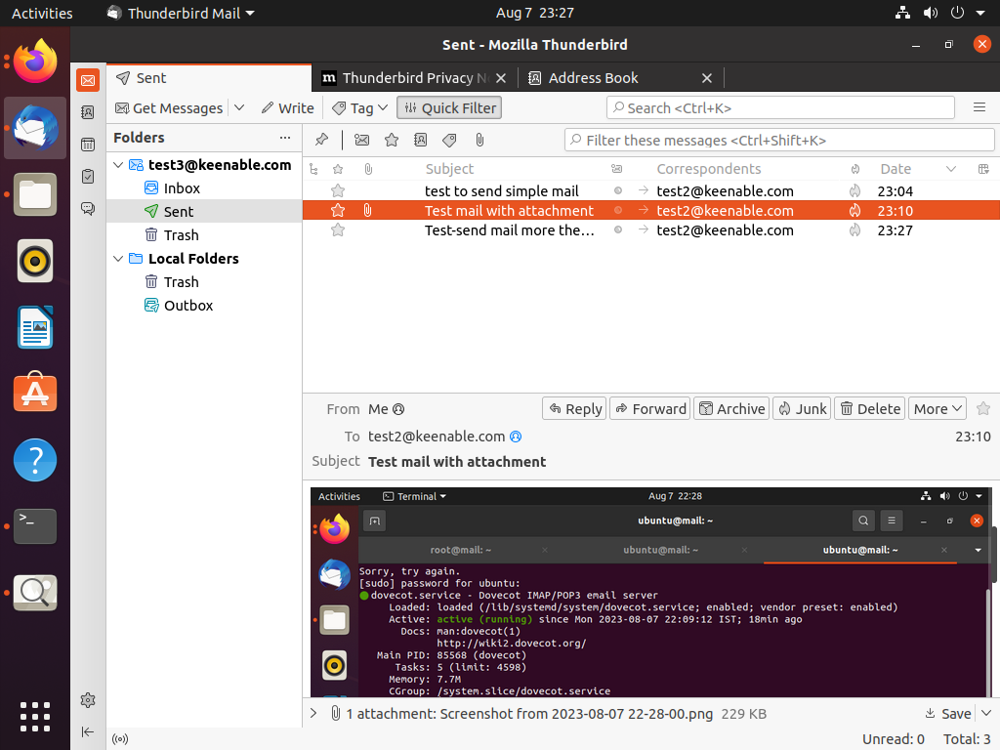 Activities Thunderbird Mail Aug 7 23:27
Sent - Mozilla Thunderbird
Sent m Thunderbird Privacy N Address Book
Get Messages Write Tag Quick Filter Search <Ctrl+K>
Folders ···
Filter these messages <Ctrl+Shift+K>
test3@keenable.com
Inbox
Sent
Trash
Local Folders
Trash
Outbox
Subject Correspondents Date
test to send simple mail test2@keenable.com 23:04
Test mail with attachment test2@keenable.com 23:10
Test-send mail more the… test2@keenable.com 23:27
From Me Reply Forward Archive Junk Delete More
To test2@keenable.com 23:10
Subject Test mail with attachment
Activities Terminal Aug 7 22:28
ubuntu@mail: ~
root@mail: ~ ubuntu@mail: ~ ubuntu@mail: ~
Sorry, try again.
[sudo] password for ubuntu:
dovecot.service - Dovecot IMAP/POP3 email server
Loaded: loaded (/lib/systemd/system/dovecot.service; enabled; vendor preset: enabled)
Active: active (running) since Mon 2023-08-07 22:09:12 IST; 18min ago
Docs: man:dovecot(1)
http://wiki2.dovecot.org/
Main PID: 85568 (dovecot)
Tasks: 5 (limit: 4598)
Memory: 7.7M
CGroup: /system.slice/dovecot.service
1 attachment: Screenshot from 2023-08-07 22-28-00.png 229 KB Save
Unread: 0 Total: 3